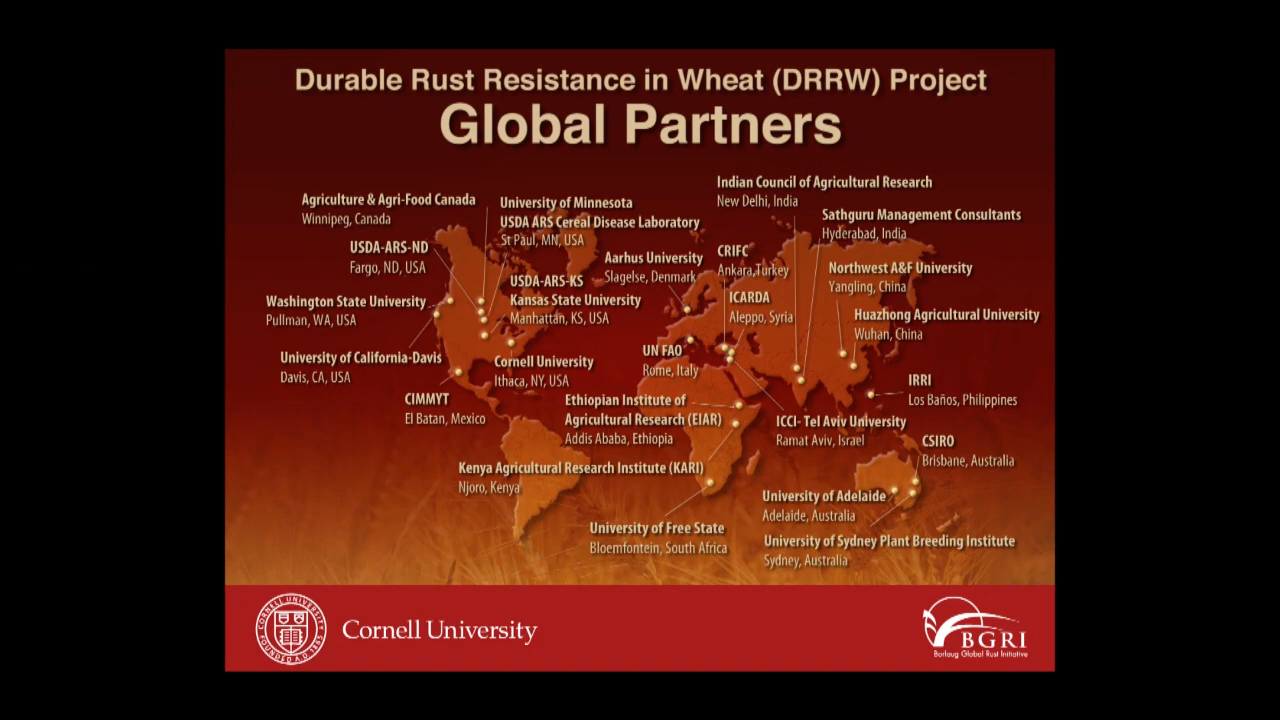 Durable Rust Resistance in Wheat (DRRW) Project
Global Partners
Indian Council of Agricultural Research
New Delhi, India
Agriculture & Agri-Food Canada
Winnipeg, Canada
University of Minnesota
USDA ARS Cereal Disease Laboratory
St Paul, MN, USA
Sathguru Management Consultants
Hyderabad, India
USDA-ARS-ND
Fargo, ND, USA
Aarhus University
Slagelse, Denmark
CRIFC
Ankara,Turkey
Northwest A&F University
Yangling, China
USDA-ARS-KS
Kansas State University
Manhattan, KS, USA
ICARDA
Aleppo, Syria
Washington State University
Pullman, WA, USA
Huazhong Agricultural University
Wuhan, China
University of California-Davis
Davis, CA, USA
Cornell University
Ithaca, NY, USA
UN FAO
Rome, Italy
IRRI
Los Baños, Philippines
CIMMYT
El Batan, Mexico
Ethiopian Institute of
Agricultural Research (EIAR)
Addis Ababa, Ethiopia
ICCI- Tel Aviv University
Ramat Aviv, Israel
CSIRO
Brisbane, Australia
Kenya Agricultural Research Institute (KARI)
Njoro, Kenya
University of Adelaide
Adelaide, Australia
University of Free State
Bloemfontein, South Africa
University of Sydney Plant Breeding Institute
Sydney, Australia
CORNELL UNIVERSITY
FOUNDED A.D. 1865
Cornell University
BGRI
Borlaug Global Rust Initiative